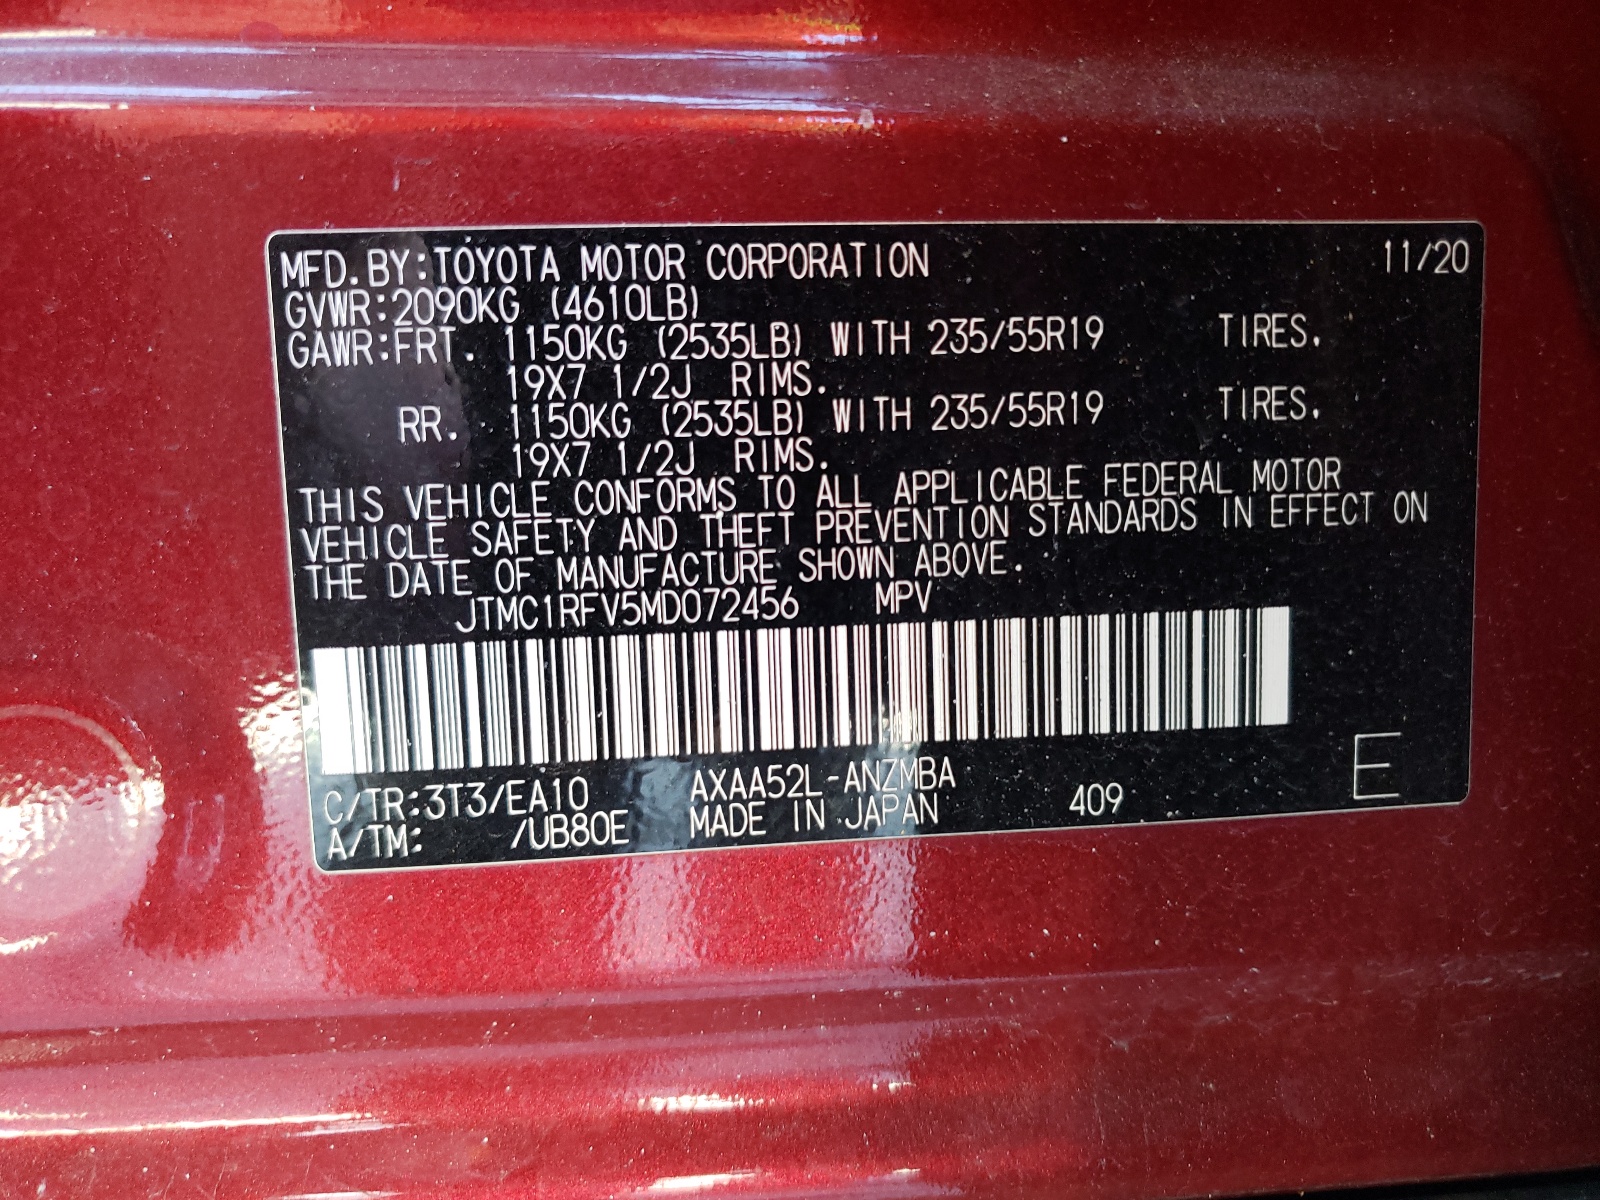 MFD.BY:TOYOTA MOTOR CORPORATION 11/20
GVWR:2090KG (4610LB)
GAWR:FRT. 1150KG (2535LB) WITH 235/55R19 TIRES.
19X7 1/2J RIMS.
RR. 1150KG (2535LB) WITH 235/55R19 TIRES.
19X7 1/2J RIMS.
THIS VEHICLE CONFORMS TO ALL APPLICABLE FEDERAL MOTOR
VEHICLE SAFETY AND THEFT PREVENTION STANDARDS IN EFFECT ON
THE DATE OF MANUFACTURE SHOWN ABOVE.
JTMC1RFV5MD072456 MPV
C/TR:3T3/EA10 AXAA52L-ANZMBA
A/TM: /UB80E MADE IN JAPAN 409 E